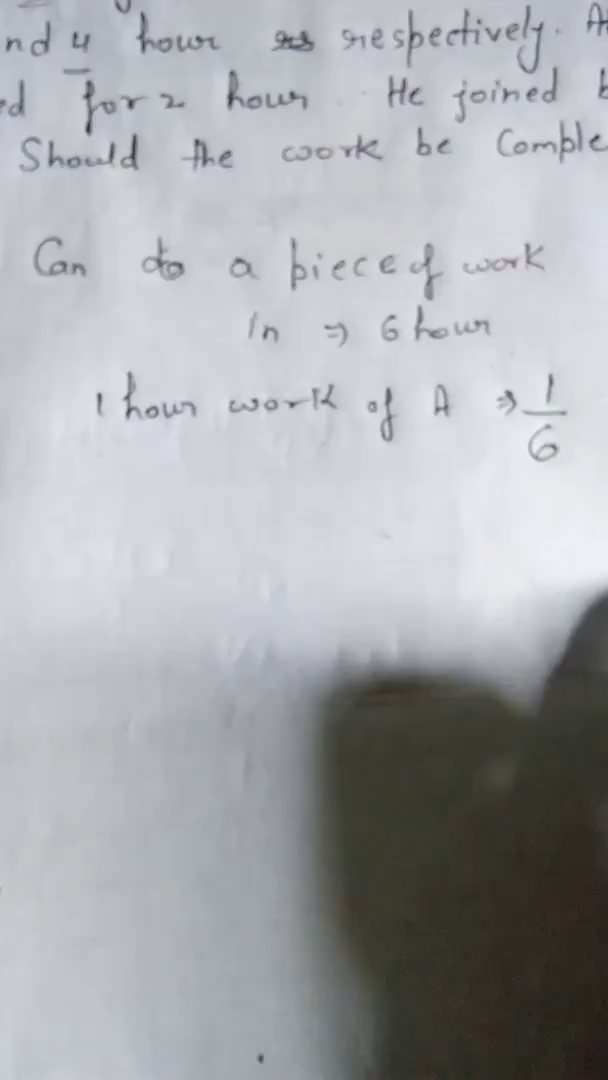 nd 4 hour respectively. A
ed for 2 hour. He joined b
Should the work be Comple
Can do a piece of work
in ⇒ 6 hour
1 hour work of A ⇒ 1/6